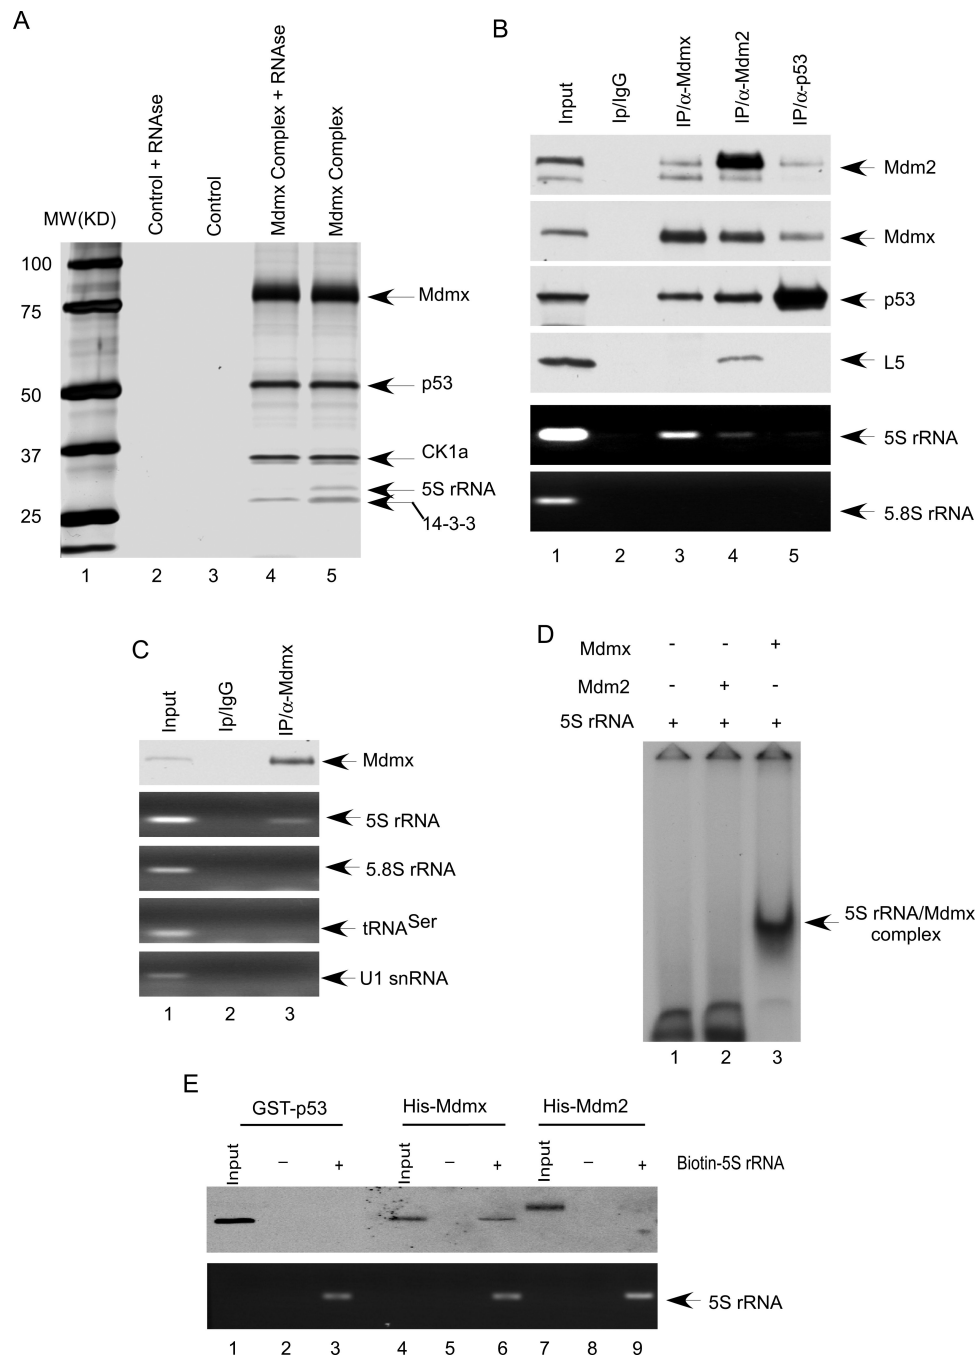 A
MW(KD)
Control + RNAse
Control
Mdmx Complex + RNAse
Mdmx Complex
100
75
50
37
25
Mdmx
p53
CK1a
5S rRNA
14-3-3
1 2 3 4 5
B
Input
Ip/IgG
IP/α-Mdmx
IP/α-Mdm2
IP/α-p53
Mdm2
Mdmx
p53
L5
5S rRNA
5.8S rRNA
1 2 3 4 5
C
Input
Ip/IgG
IP/α-Mdmx
Mdmx
5S rRNA
5.8S rRNA
tRNASer
U1 snRNA
1 2 3
D
Mdmx - - +
Mdm2 - + -
5S rRNA + + +
5S rRNA/Mdmx
complex
1 2 3
E
GST-p53 His-Mdmx His-Mdm2
Input – + Input – + Input – + Biotin-5S rRNA
5S rRNA
1 2 3 4 5 6 7 8 9